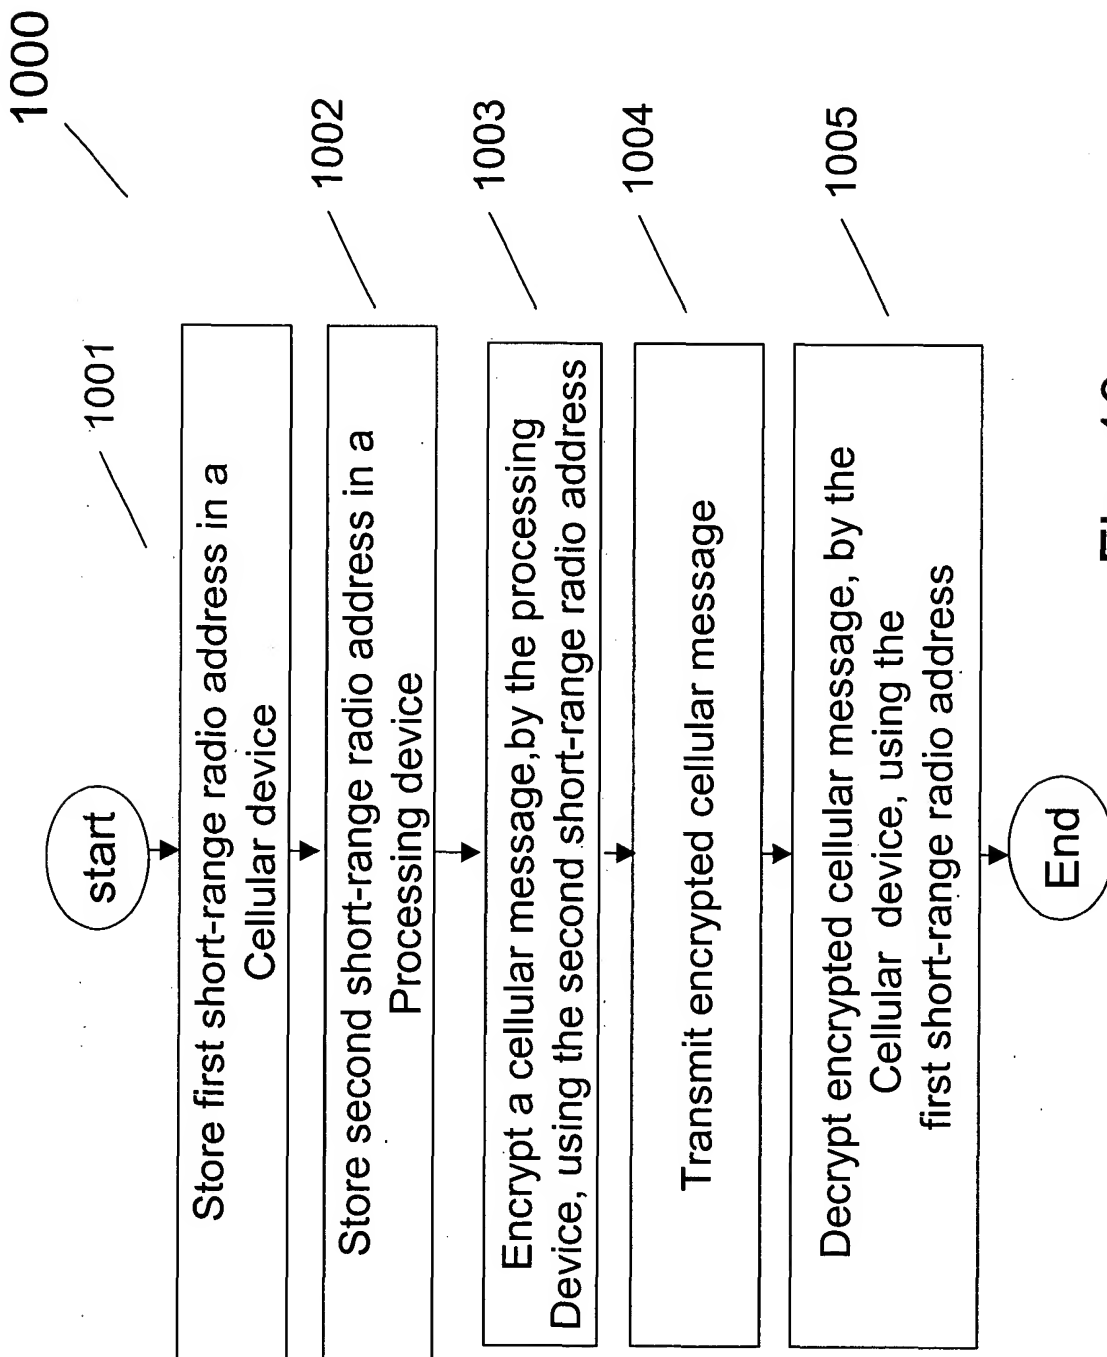 1000
start
1001
Store first short-range radio address in a
Cellular device
1002
Store second short-range radio address in a
Processing device
1003
Encrypt a cellular message,by the processing
Device, using the second short-range radio address
1004
Transmit encrypted cellular message
1005
Decrypt encrypted cellular message, by the
Cellular device, using the
first short-range radio address
End